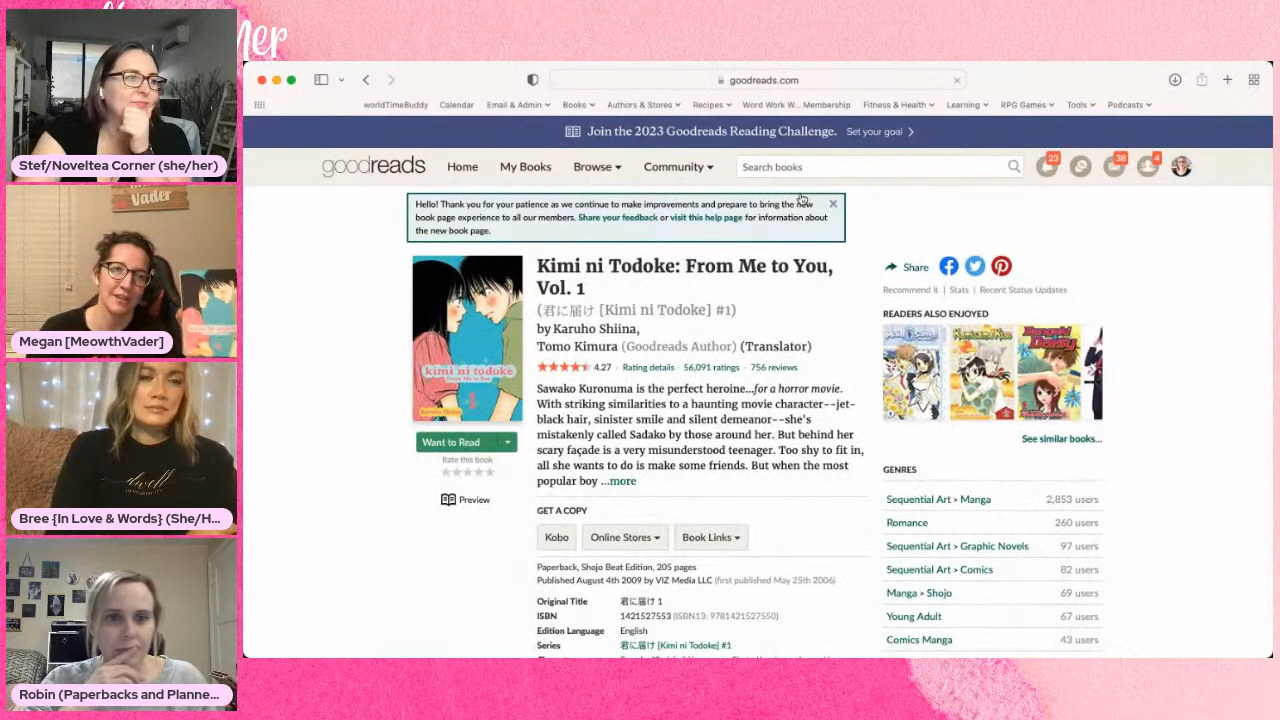 Mer
Vader
Stef/Noveltea Corner (she/her)
Megan [MeowthVader]
Bree {In Love & Words} (She/H...
Robin (Paperbacks and Planne...
goodreads.com
worldTimeBuddy Calendar Email & Admin Books Authors & Stores Recipes Word Work W... Membership Fitness & Health Learning RPG Games Tools Podcasts
Join the 2023 Goodreads Reading Challenge. Set your goal
goodreads Home My Books Browse Community Search books 23 38 4
Hello! Thank you for your patience as we continue to make improvements and prepare to bring the new
book page experience to all our members. Share your feedback or visit this help page for information about
the new book page.
kimi ni todoke
From Me to You
Karuho Shiina
1
Want to Read
Rate this book
Preview
Kimi ni Todoke: From Me to You,
Vol. 1
(君に届け [Kimi ni Todoke] #1)
by Karuho Shiina,
Tomo Kimura (Goodreads Author) (Translator)
4.27 · Rating details · 56,091 ratings · 756 reviews
Sawako Kuronuma is the perfect heroine...for a horror movie.
With striking similarities to a haunting movie character--jet-
black hair, sinister smile and silent demeanor--she's
mistakenly called Sadako by those around her. But behind her
scary façade is a very misunderstood teenager. Too shy to fit in,
all she wants to do is make some friends. But when the most
popular boy ...more
GET A COPY
Kobo Online Stores Book Links
Paperback, Shojo Beat Edition, 205 pages
Published August 4th 2009 by VIZ Media LLC (first published May 25th 2006)
Original Title 君に届け 1
ISBN 1421527553 (ISBN13: 9781421527550)
Edition Language English
Series 君に届け [Kimi ni Todoke] #1
Share
Recommend It | Stats | Recent Status Updates
READERS ALSO ENJOYED
See similar books...
GENRES
Sequential Art > Manga 2,853 users
Romance 260 users
Sequential Art > Graphic Novels 97 users
Sequential Art > Comics 82 users
Manga > Shojo 69 users
Young Adult 67 users
Comics Manga 43 users